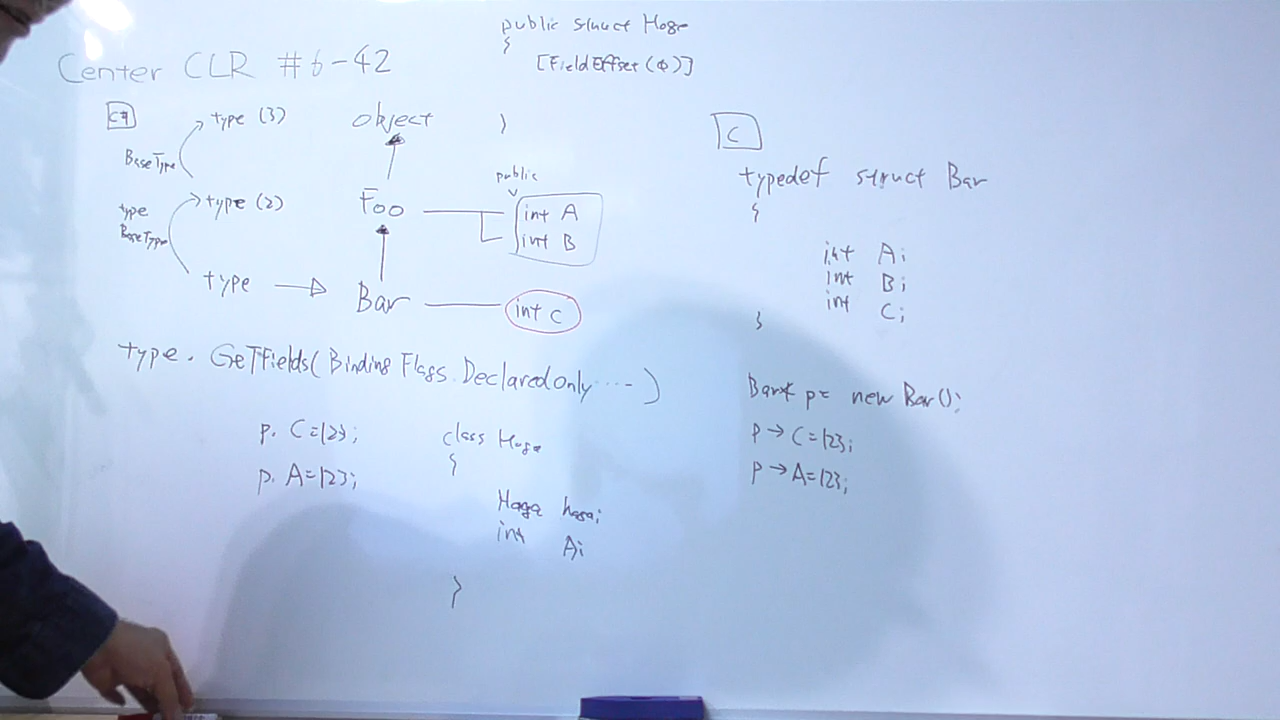 Center CLR #6-42
public struct Hoge
{
[FieldOffset(0)]
}
C#
type (3)
object
BaseType
type (2)
Foo
public
int A
int B
type
BaseType
type
Bar
int C
type. GetFields(Binding Flags.DeclaredOnly ····- )
p. C=123;
p. A=123;
class Hoge
{
Hoge hoge;
int A;
}
C
typedef struct Bar
{
int A;
int B;
int C;
}
Bar* p= new Bar();
p→C=123;
p→A=123;